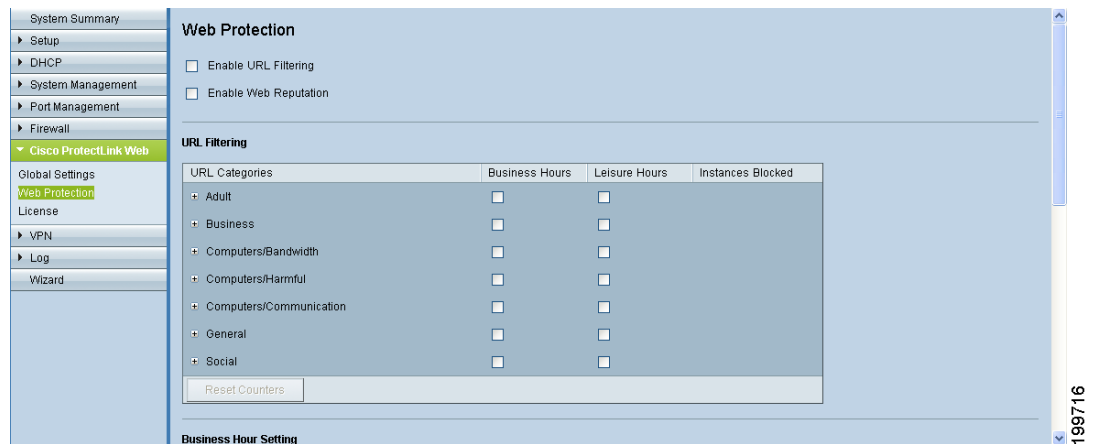 System Summary
Setup
DHCP
System Management
Port Management
Firewall
Cisco ProtectLink Web
Global Settings
Web Protection
License
VPN
Log
Wizard
Web Protection
Enable URL Filtering
Enable Web Reputation
URL Filtering
URL Categories Business Hours Leisure Hours Instances Blocked
Adult
Business
Computers/Bandwidth
Computers/Harmful
Computers/Communication
General
Social
Reset Counters
Business Hour Setting
199716